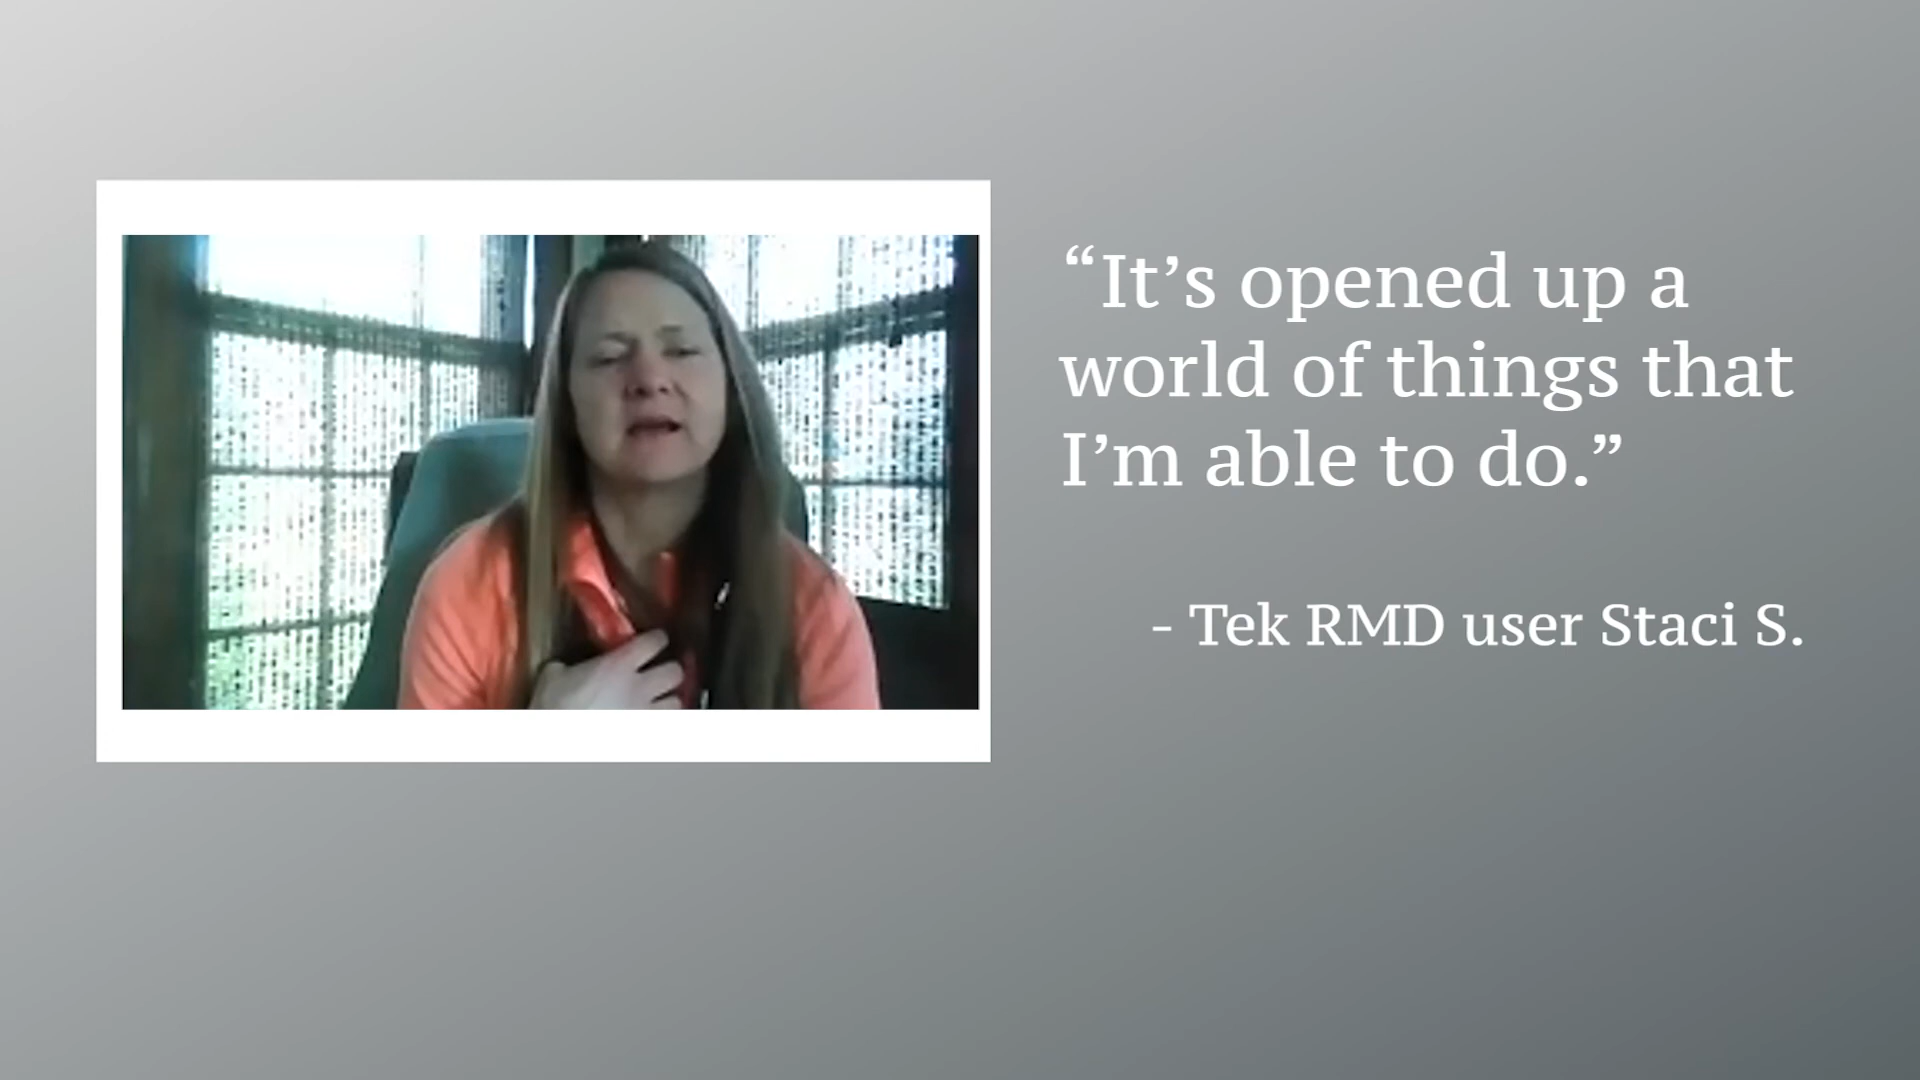 “It’s opened up a
world of things that
I’m able to do.”
- Tek RMD user Staci S.